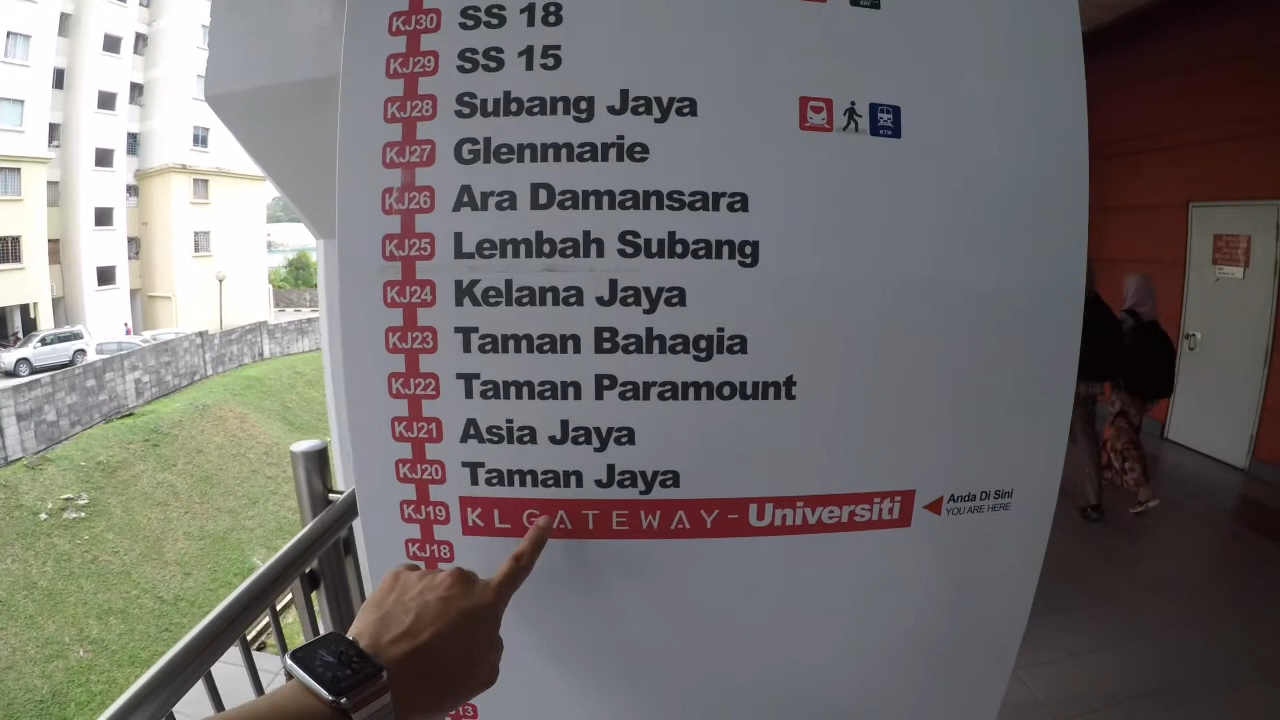 KJ30 SS 18
KJ29 SS 15
KJ28 Subang Jaya
KTM
KJ27 Glenmarie
KJ26 Ara Damansara
KJ25 Lembah Subang
KJ24 Kelana Jaya
KJ23 Taman Bahagia
KJ22 Taman Paramount
KJ21 Asia Jaya
KJ20 Taman Jaya
KJ19 KL GATEWAY-Universiti
Anda Di Sini
YOU ARE HERE
KJ18